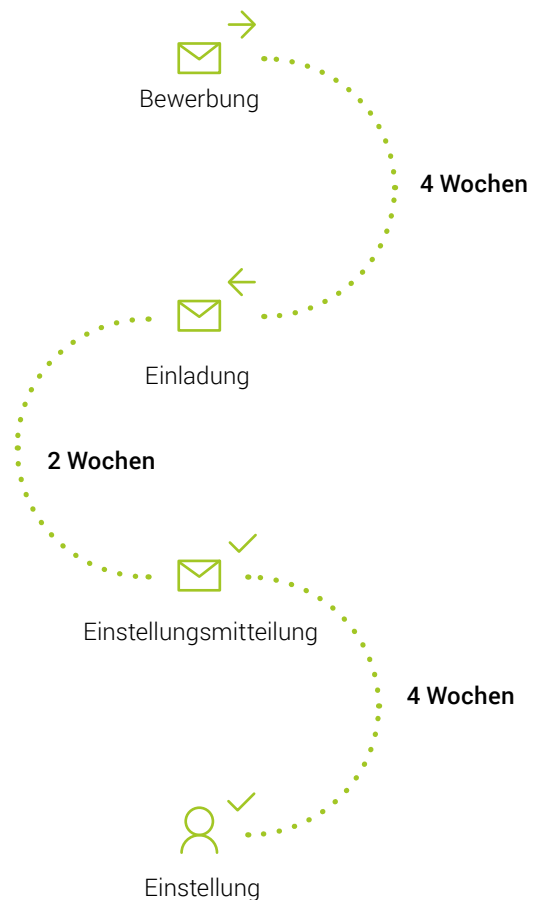 Bewerbung
4 Wochen
Einladung
2 Wochen
Einstellungsmitteilung
4 Wochen
Einstellung